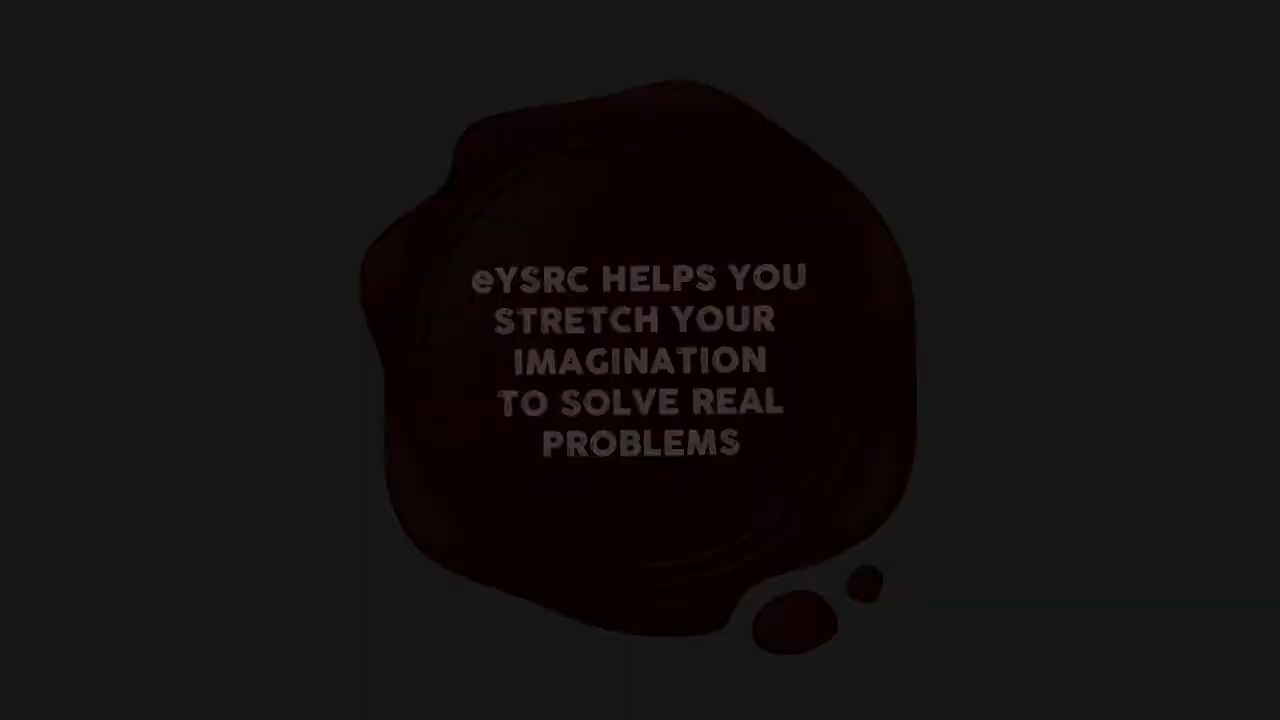 eYSRC HELPS YOU
STRETCH YOUR
IMAGINATION
TO SOLVE REAL
PROBLEMS